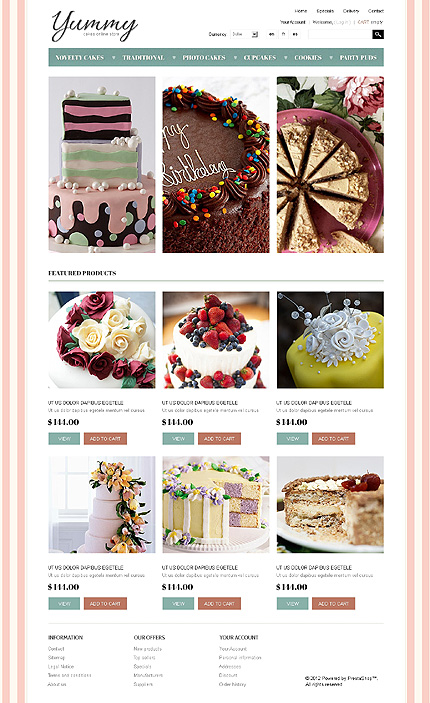 Home Specials Delivery Contact
Yummy
cakes online store
Your Account Welcome, Log in CART: empty
Currency: Dollar en fr es
NOVELTY CAKES TRADITIONAL PHOTO CAKES CUPCAKES COOKIES PARTY PUDS
Birthday
FEATURED PRODUCTS
UT US DOLOR DAPIBUS EGETELE UT US DOLOR DAPIBUS EGETELE UT US DOLOR DAPIBUS EGETELE
Ut us dolor dapibus egetele mentum vel cursus Ut us dolor dapibus egetele mentum vel cursus Ut us dolor dapibus egetele mentum vel cursus
$144.00 $144.00 $144.00
VIEW ADD TO CART VIEW ADD TO CART VIEW ADD TO CART
UT US DOLOR DAPIBUS EGETELE UT US DOLOR DAPIBUS EGETELE UT US DOLOR DAPIBUS EGETELE
Ut us dolor dapibus egetele mentum vel cursus Ut us dolor dapibus egetele mentum vel cursus Ut us dolor dapibus egetele mentum vel cursus
$144.00 $144.00 $144.00
VIEW ADD TO CART VIEW ADD TO CART VIEW ADD TO CART
INFORMATION OUR OFFERS YOUR ACCOUNT
Contact New products Your Account
Sitemap Top sellers Personal information
Legal Notice Specials Addresses
Terms and conditions Manufacturers Discount
About us Suppliers Order history
© 2012 Powered by PrestaShop™.
All rights reserved